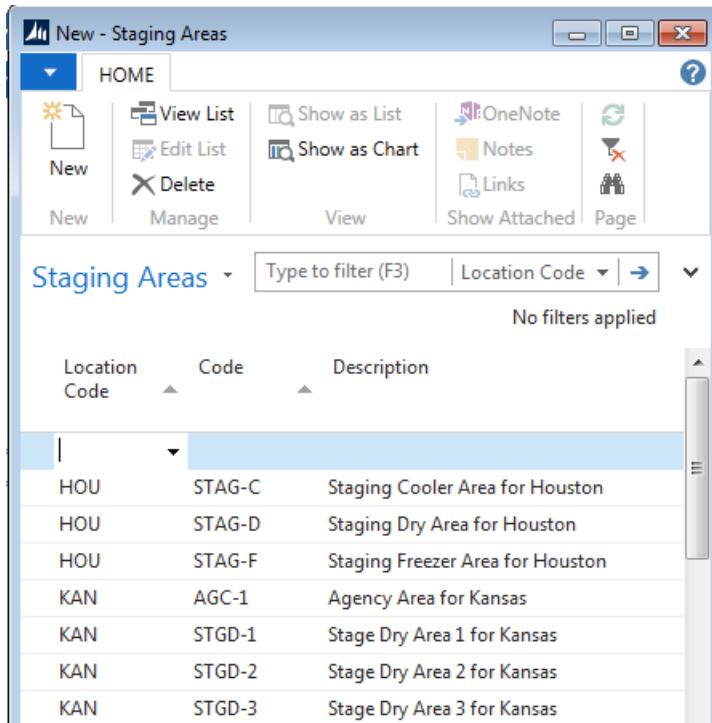 New - Staging Areas
HOME
New
View List
Edit List
Delete
Show as List
Show as Chart
OneNote
Notes
Links
New
Manage
View
Show Attached
Page
Staging Areas
Type to filter (F3)
Location Code
No filters applied
Location Code
Code
Description
HOU STAG-C Staging Cooler Area for Houston
HOU STAG-D Staging Dry Area for Houston
HOU STAG-F Staging Freezer Area for Houston
KAN AGC-1 Agency Area for Kansas
KAN STGD-1 Stage Dry Area 1 for Kansas
KAN STGD-2 Stage Dry Area 2 for Kansas
KAN STGD-3 Stage Dry Area 3 for Kansas